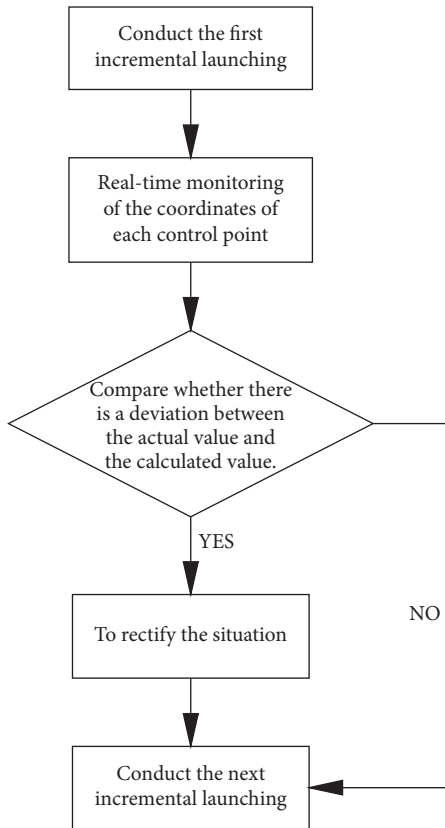 Conduct the first
incremental launching
Real-time monitoring
of the coordinates of
each control point
Compare whether there
is a deviation between
the actual value and
the calculated value.
YES
NO
To rectify the situation
Conduct the next
incremental launching